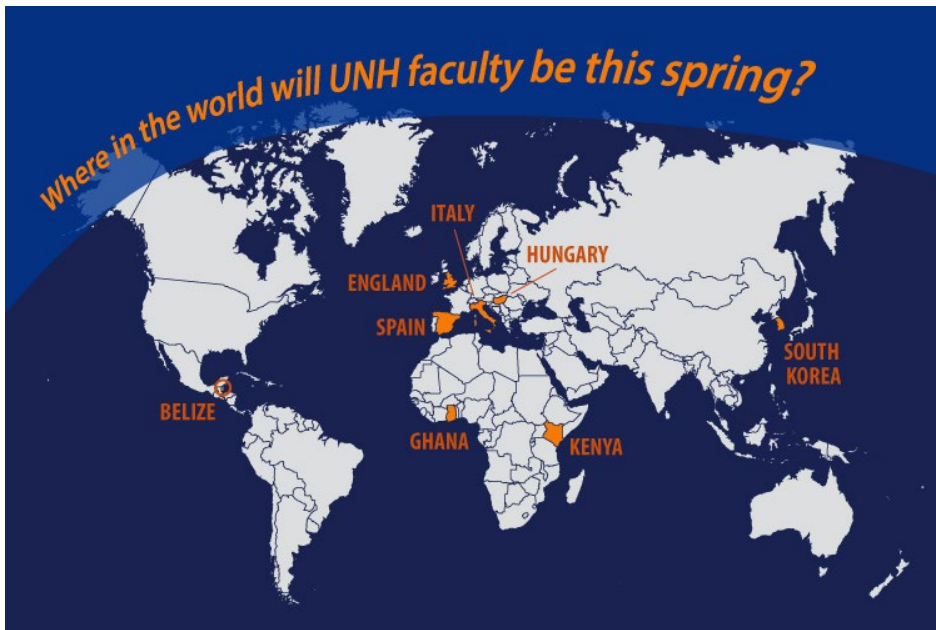 Where in the world will UNH faculty be this spring?
ITALY
HUNGARY
ENGLAND
SPAIN
SOUTH
KOREA
BELIZE
GHANA
KENYA